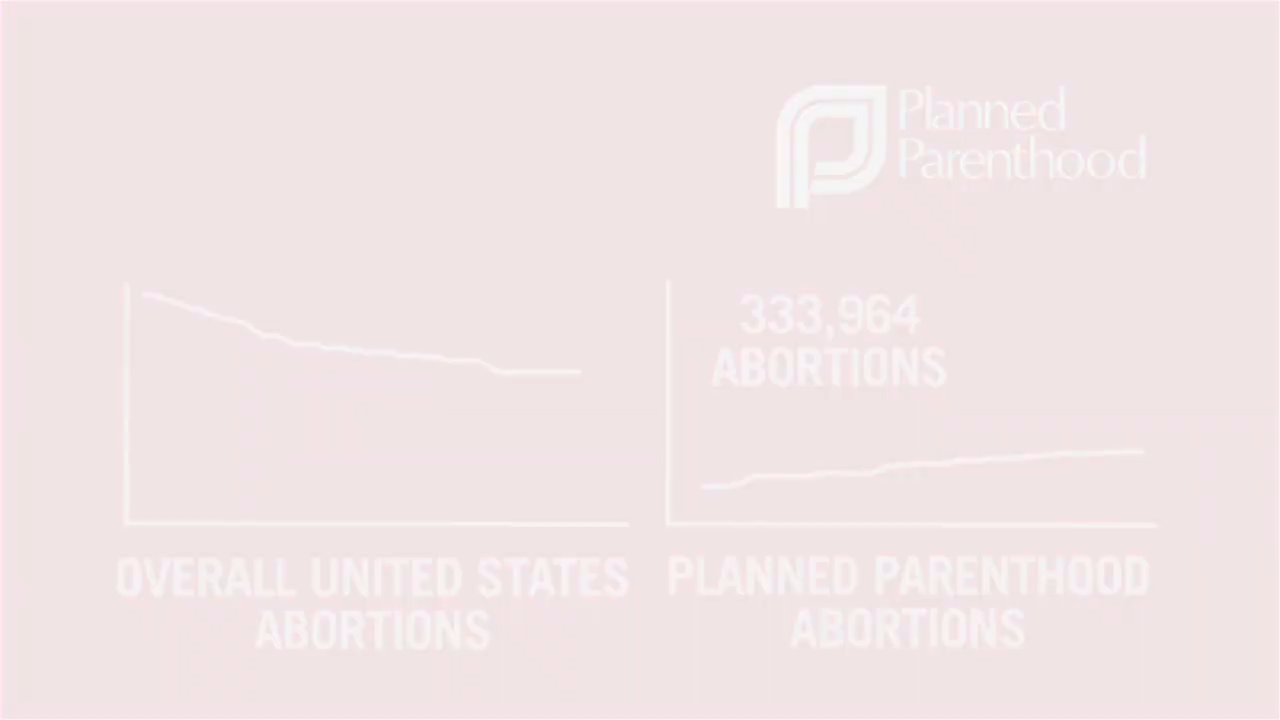 Planned
Parenthood
333,964
ABORTIONS
OVERALL UNITED STATES
ABORTIONS
PLANNED PARENTHOOD
ABORTIONS